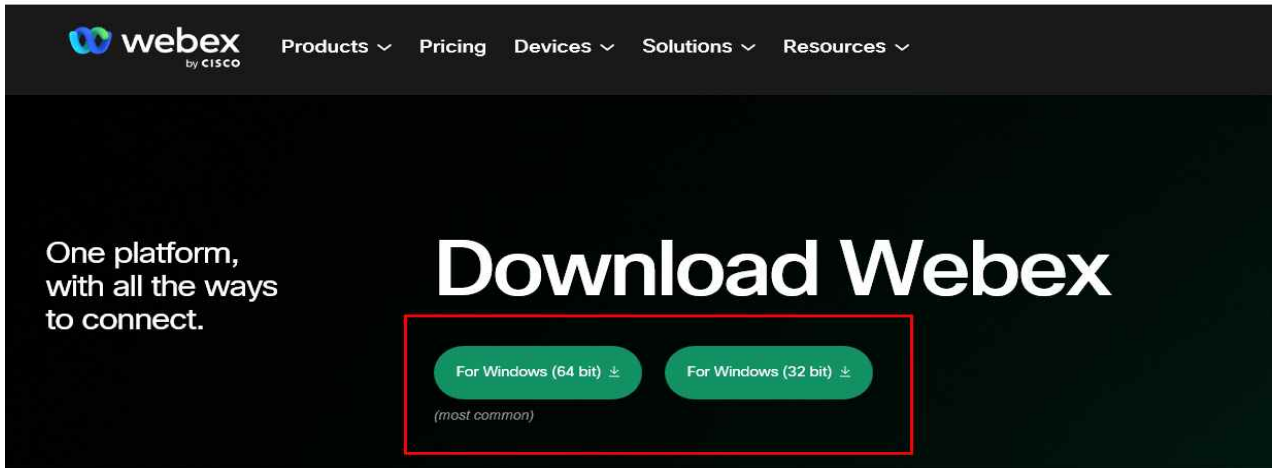 webex
by CISCO
Products Pricing Devices Solutions Resources
One platform,
with all the ways
to connect.
Download Webex
For Windows (64 bit) For Windows (32 bit)
(most common)